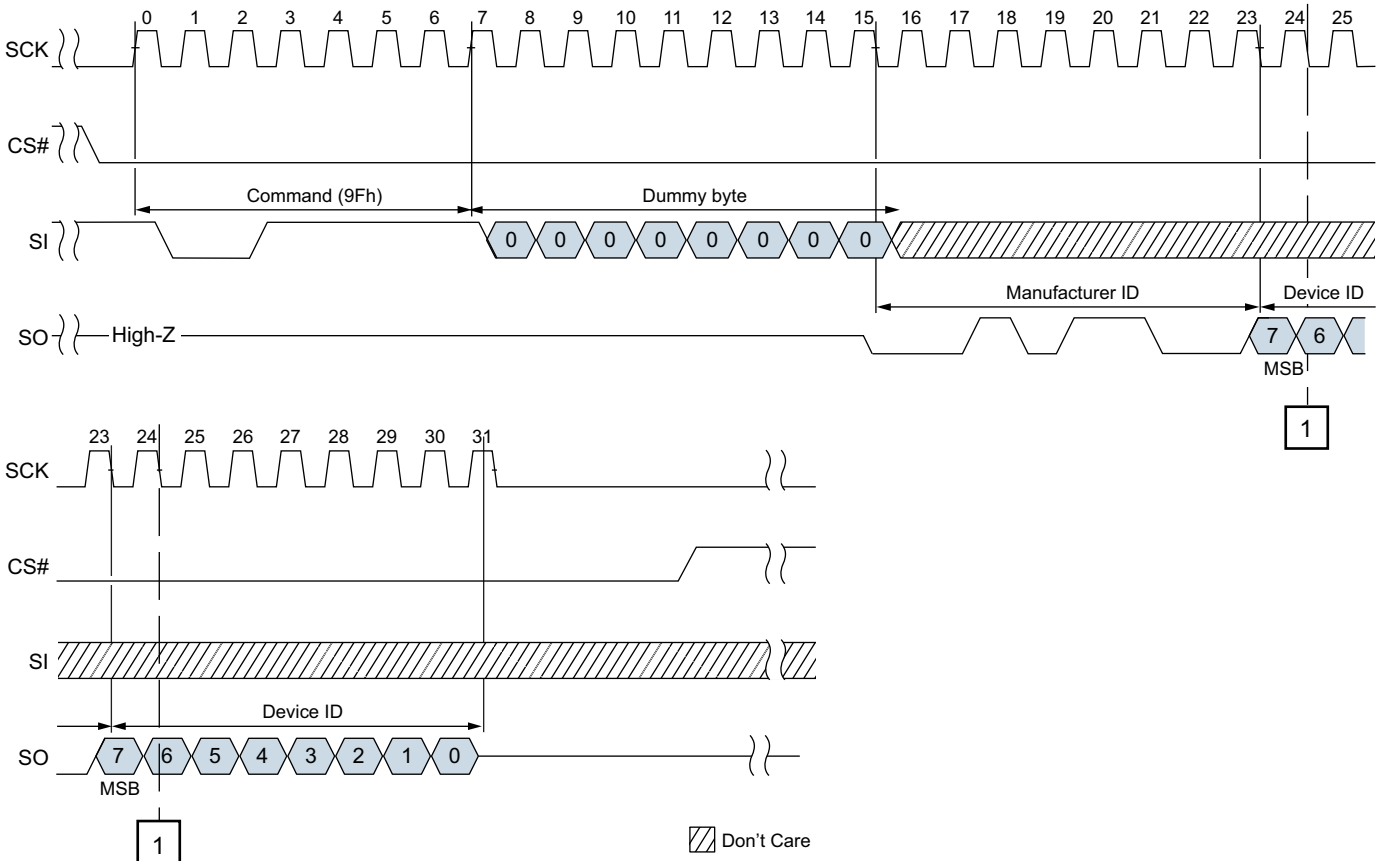 0 1 2 3 4 5 6 7 8 9 10 11 12 13 14 15 16 17 18 19 20 21 22 23 24 25
SCK
CS#
Command (9Fh) Dummy byte
SI 0 0 0 0 0 0 0 0
Manufacturer ID Device ID
SO High-Z 7 6
MSB
1
23 24 25 26 27 28 29 30 31
SCK
CS#
SI
Device ID
SO 7 6 5 4 3 2 1 0
MSB
1
Don't Care